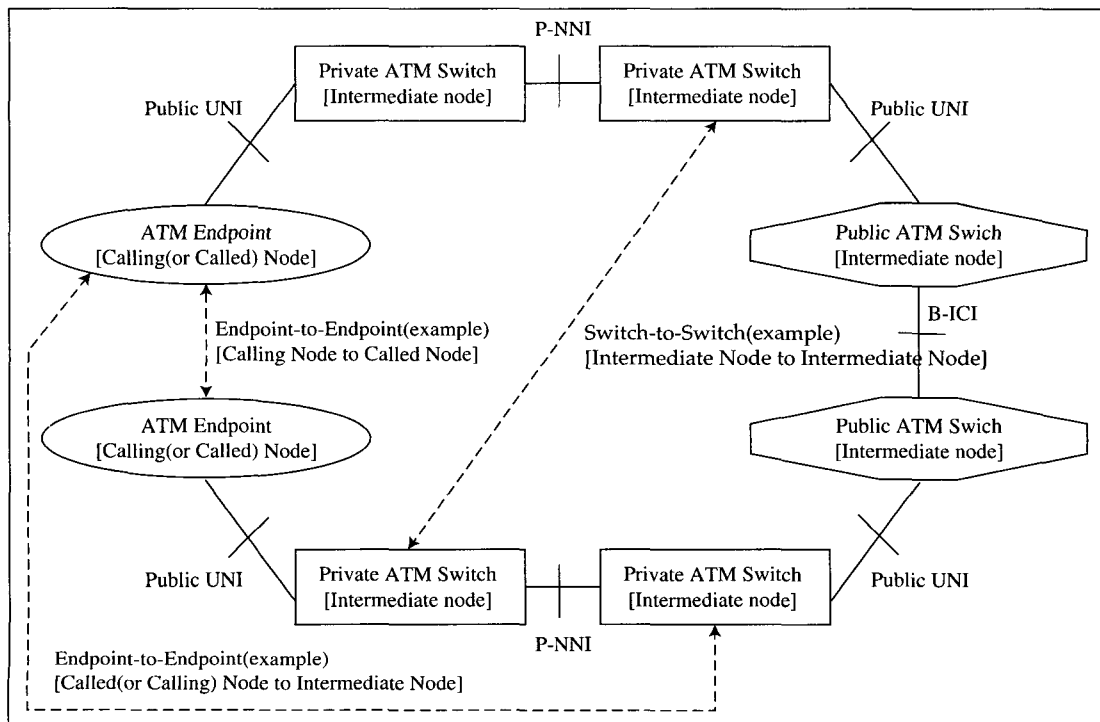 P-NNI
Private ATM Switch
[Intermediate node]
Private ATM Switch
[Intermediate node]
Public UNI
Public UNI
ATM Endpoint
[Calling(or Called) Node]
Public ATM Swich
[Intermediate node]
Endpoint-to-Endpoint(example)
[Calling Node to Called Node]
Switch-to-Switch(example)
[Intermediate Node to Intermediate Node]
B-ICI
ATM Endpoint
[Calling(or Called) Node]
Public ATM Swich
[Intermediate node]
Public UNI
Private ATM Switch
[Intermediate node]
Private ATM Switch
[Intermediate node]
Public UNI
P-NNI
Endpoint-to-Endpoint(example)
[Called(or Calling) Node to Intermediate Node]